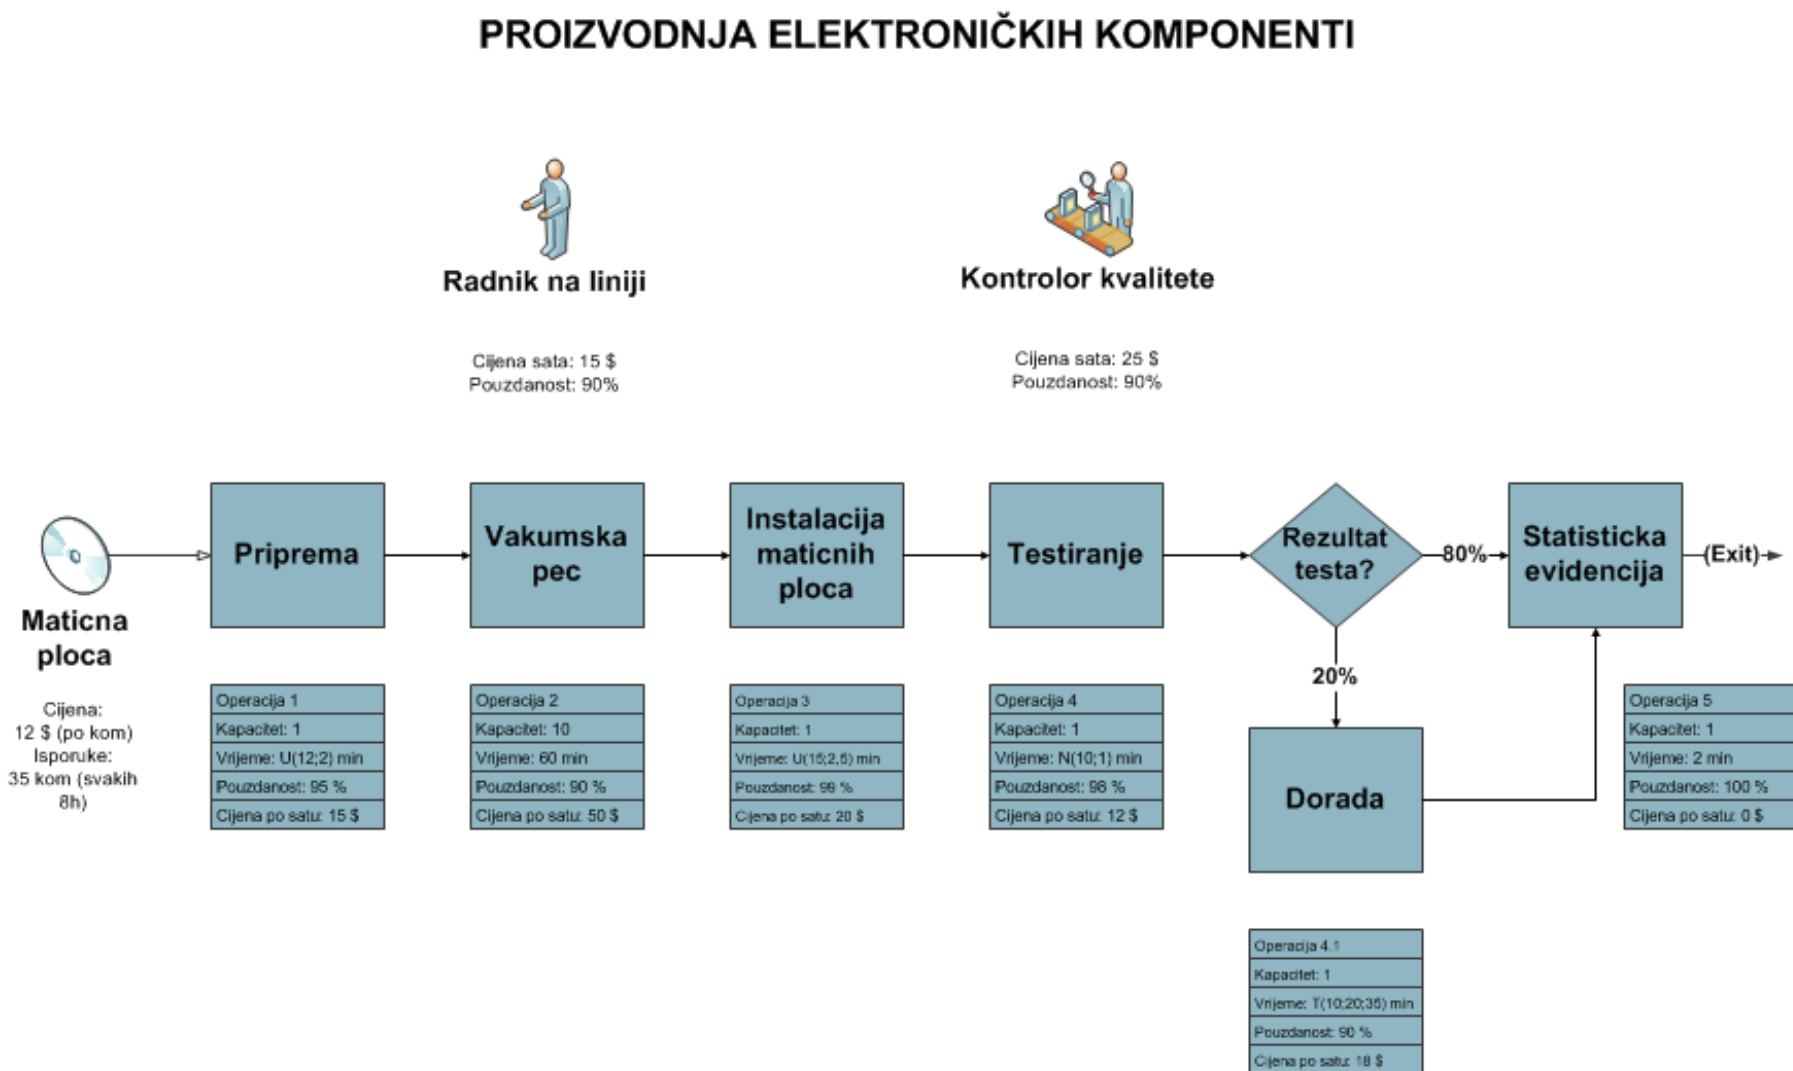 PROIZVODNJA ELEKTRONIČKIH KOMPONENTI
Radnik na liniji
Cijena sata: 15 $
Pouzdanost: 90%
Kontrolor kvalitete
Cijena sata: 25 $
Pouzdanost: 90%
Maticna
ploca
Cijena:
12 $ (po kom)
Isporuke:
35 kom (svakih
8h)
Priprema
Operacija 1
Kapacitet: 1
Vrijeme: U(12;2) min
Pouzdanost: 95 %
Cijena po satu: 15 $
Vakumska
pec
Operacija 2
Kapacitet: 10
Vrijeme: 60 min
Pouzdanost: 90 %
Cijena po satu: 50 $
Instalacija
maticnih
ploca
Operacija 3
Kapacitet: 1
Vrijeme: U(15;2,5) min
Pouzdanost: 99 %
Cijena po satu: 20 $
Testiranje
Operacija 4
Kapacitet: 1
Vrijeme: N(10;1) min
Pouzdanost: 98 %
Cijena po satu: 12 $
Rezultat
testa?
80%
20%
Dorada
Operacija 4.1
Kapacitet: 1
Vrijeme: T(10;20;35) min
Pouzdanost: 90 %
Cijena po satu: 18 $
Statisticka
evidencija
(Exit)
Operacija 5
Kapacitet: 1
Vrijeme: 2 min
Pouzdanost: 100 %
Cijena po satu: 0 $